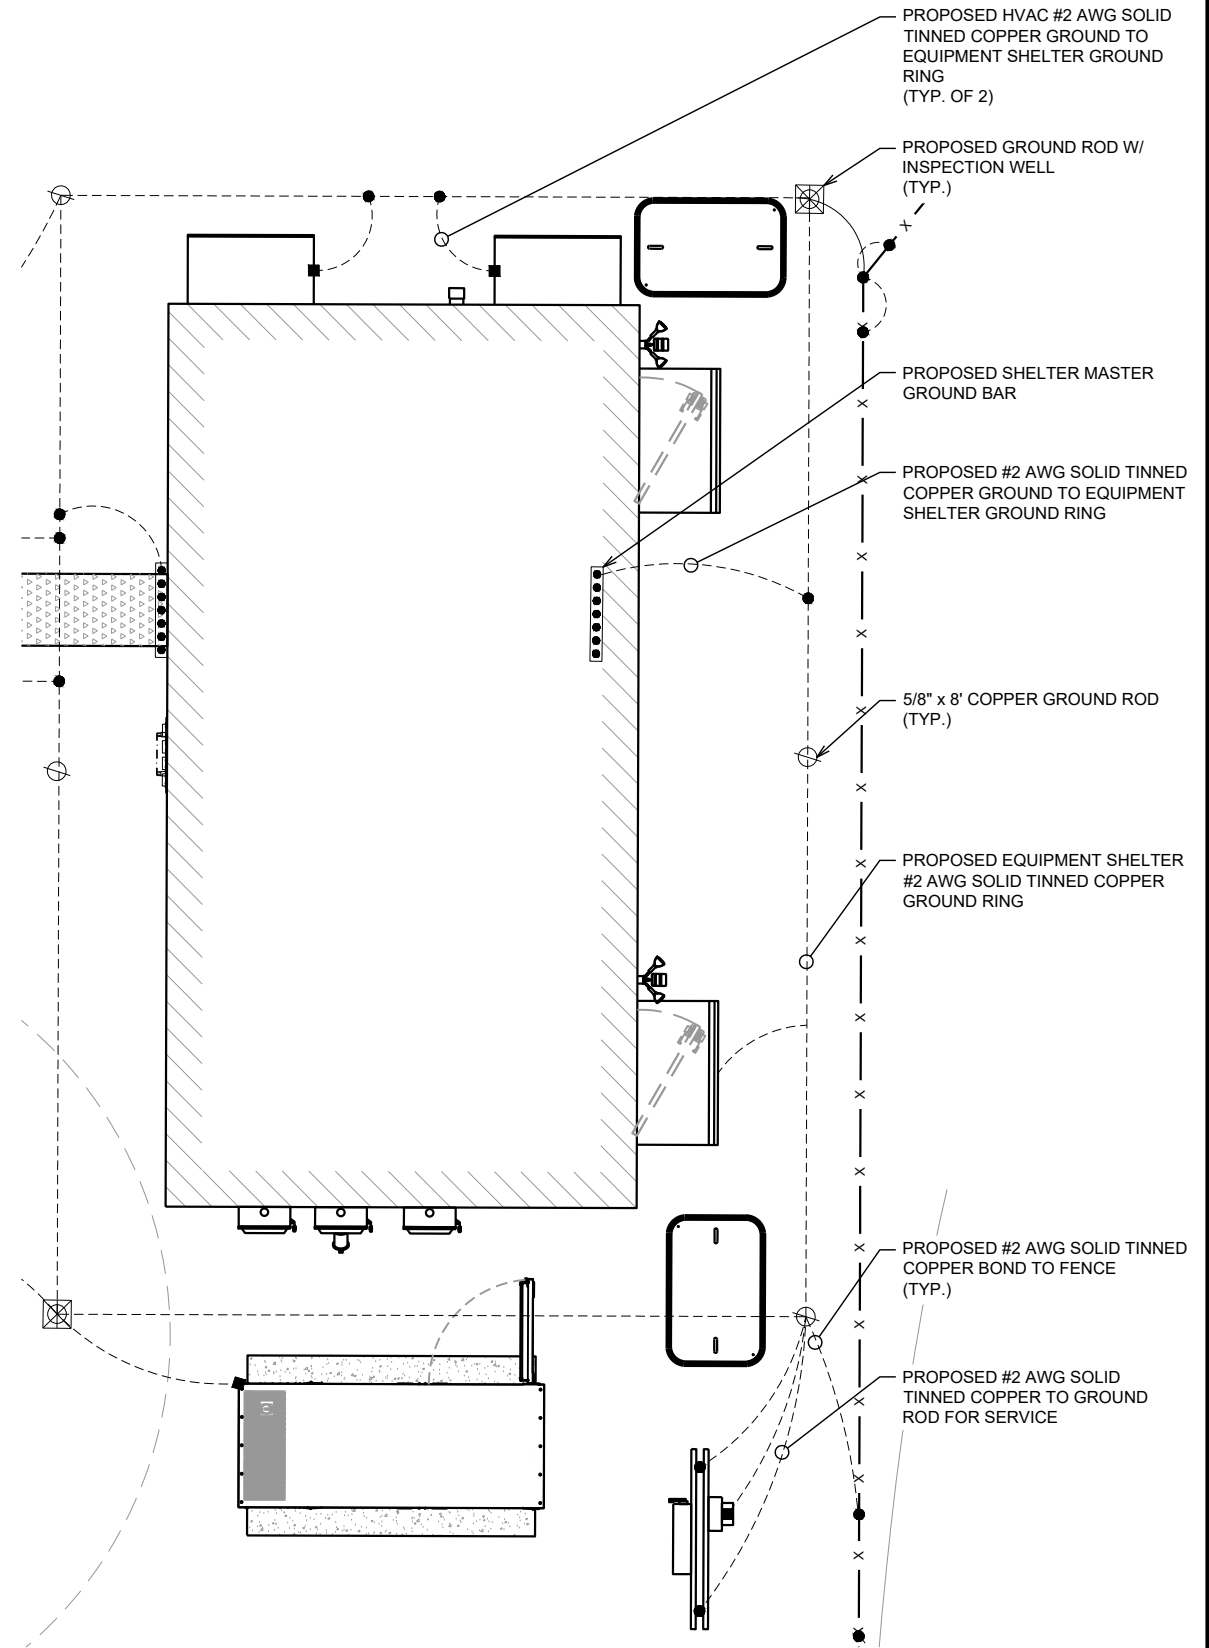 PROPOSED HVAC #2 AWG SOLID
TINNED COPPER GROUND TO
EQUIPMENT SHELTER GROUND
RING
(TYP. OF 2)
PROPOSED GROUND ROD W/
INSPECTION WELL
(TYP.)
PROPOSED SHELTER MASTER
GROUND BAR
PROPOSED #2 AWG SOLID TINNED
COPPER GROUND TO EQUIPMENT
SHELTER GROUND RING
5/8" x 8' COPPER GROUND ROD
(TYP.)
PROPOSED EQUIPMENT SHELTER
#2 AWG SOLID TINNED COPPER
GROUND RING
PROPOSED #2 AWG SOLID TINNED
COPPER BOND TO FENCE
(TYP.)
PROPOSED #2 AWG SOLID
TINNED COPPER TO GROUND
ROD FOR SERVICE